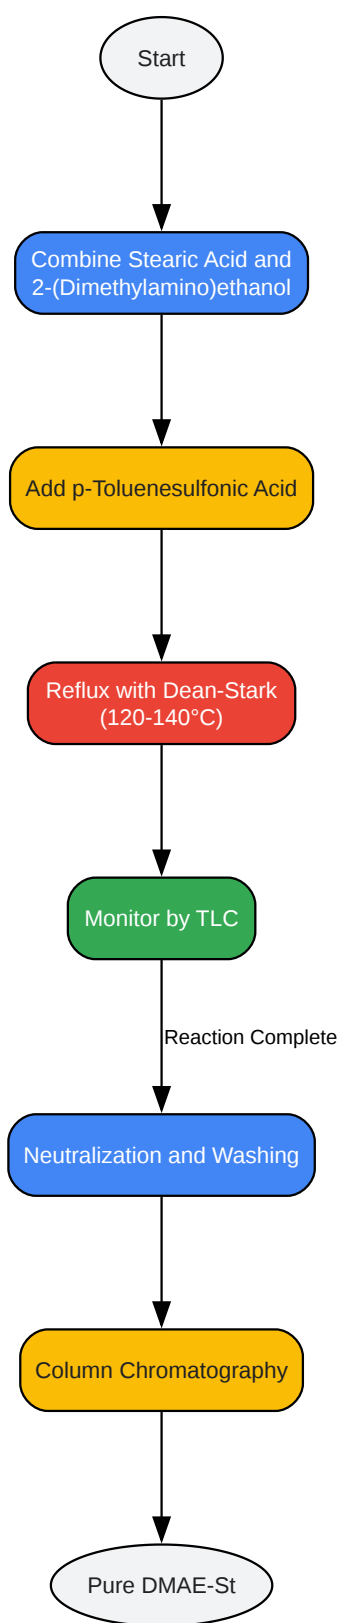 Start
Combine Stearic Acid and
2-(Dimethylamino)ethanol
Add p-Toluenesulfonic Acid
Reflux with Dean-Stark
(120-140°C)
Monitor by TLC
Reaction Complete
Neutralization and Washing
Column Chromatography
Pure DMAE-St